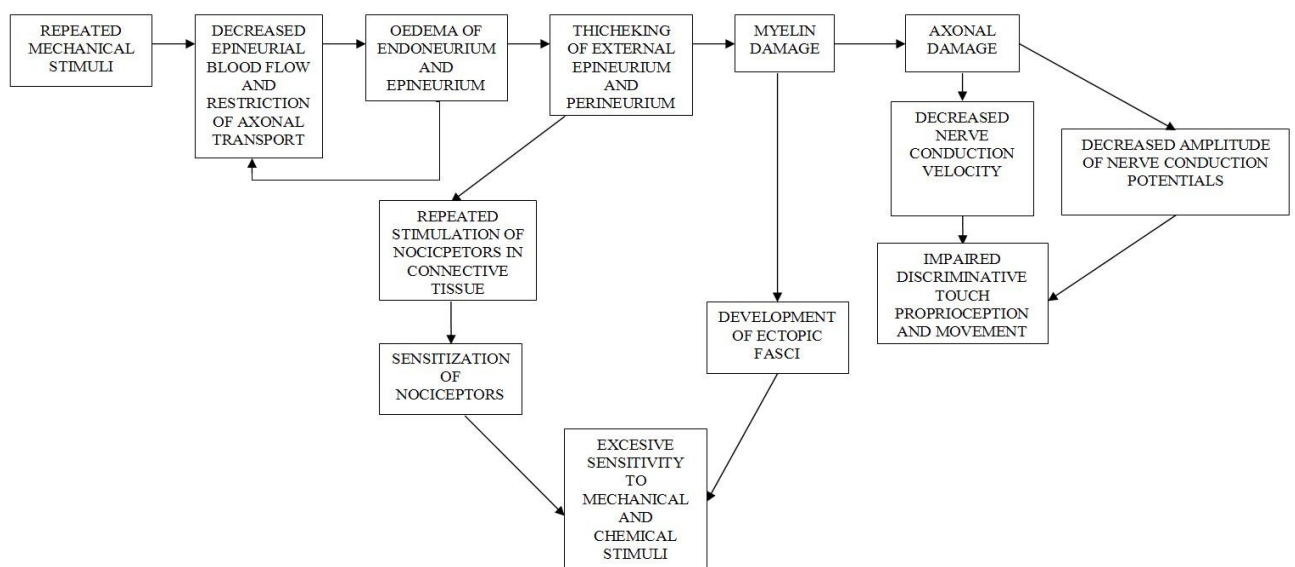 REPEATED
MECHANICAL
STIMULI
DECREASED
EPINEURIAL
BLOOD FLOW
AND
RESTRICTION
OF AXONAL
TRANSPORT
OEDEMA OF
ENDONEURIUM
AND
EPINEURIUM
THICHEKING
OF EXTERNAL
EPINEURIUM
AND
PERINEURIUM
MYELIN
DAMAGE
AXONAL
DAMAGE
DECREASED
NERVE
CONDUCTION
VELOCITY
DECREASED AMPLITUDE
OF NERVE CONDUCTION
POTENTIALS
REPEATED
STIMULATION OF
NOCICPETORS IN
CONNECTIVE
TISSUE
IMPAIRED
DISCRIMINATIVE
TOUCH
PROPRIOCEPTION
AND MOVEMENT
DEVELOPMENT
OF ECTOPIC
FASCI
SENSITIZATION
OF
NOCICEPTORS
EXCESIVE
SENSITIVITY
TO
MECHANICAL
AND
CHEMICAL
STIMULI